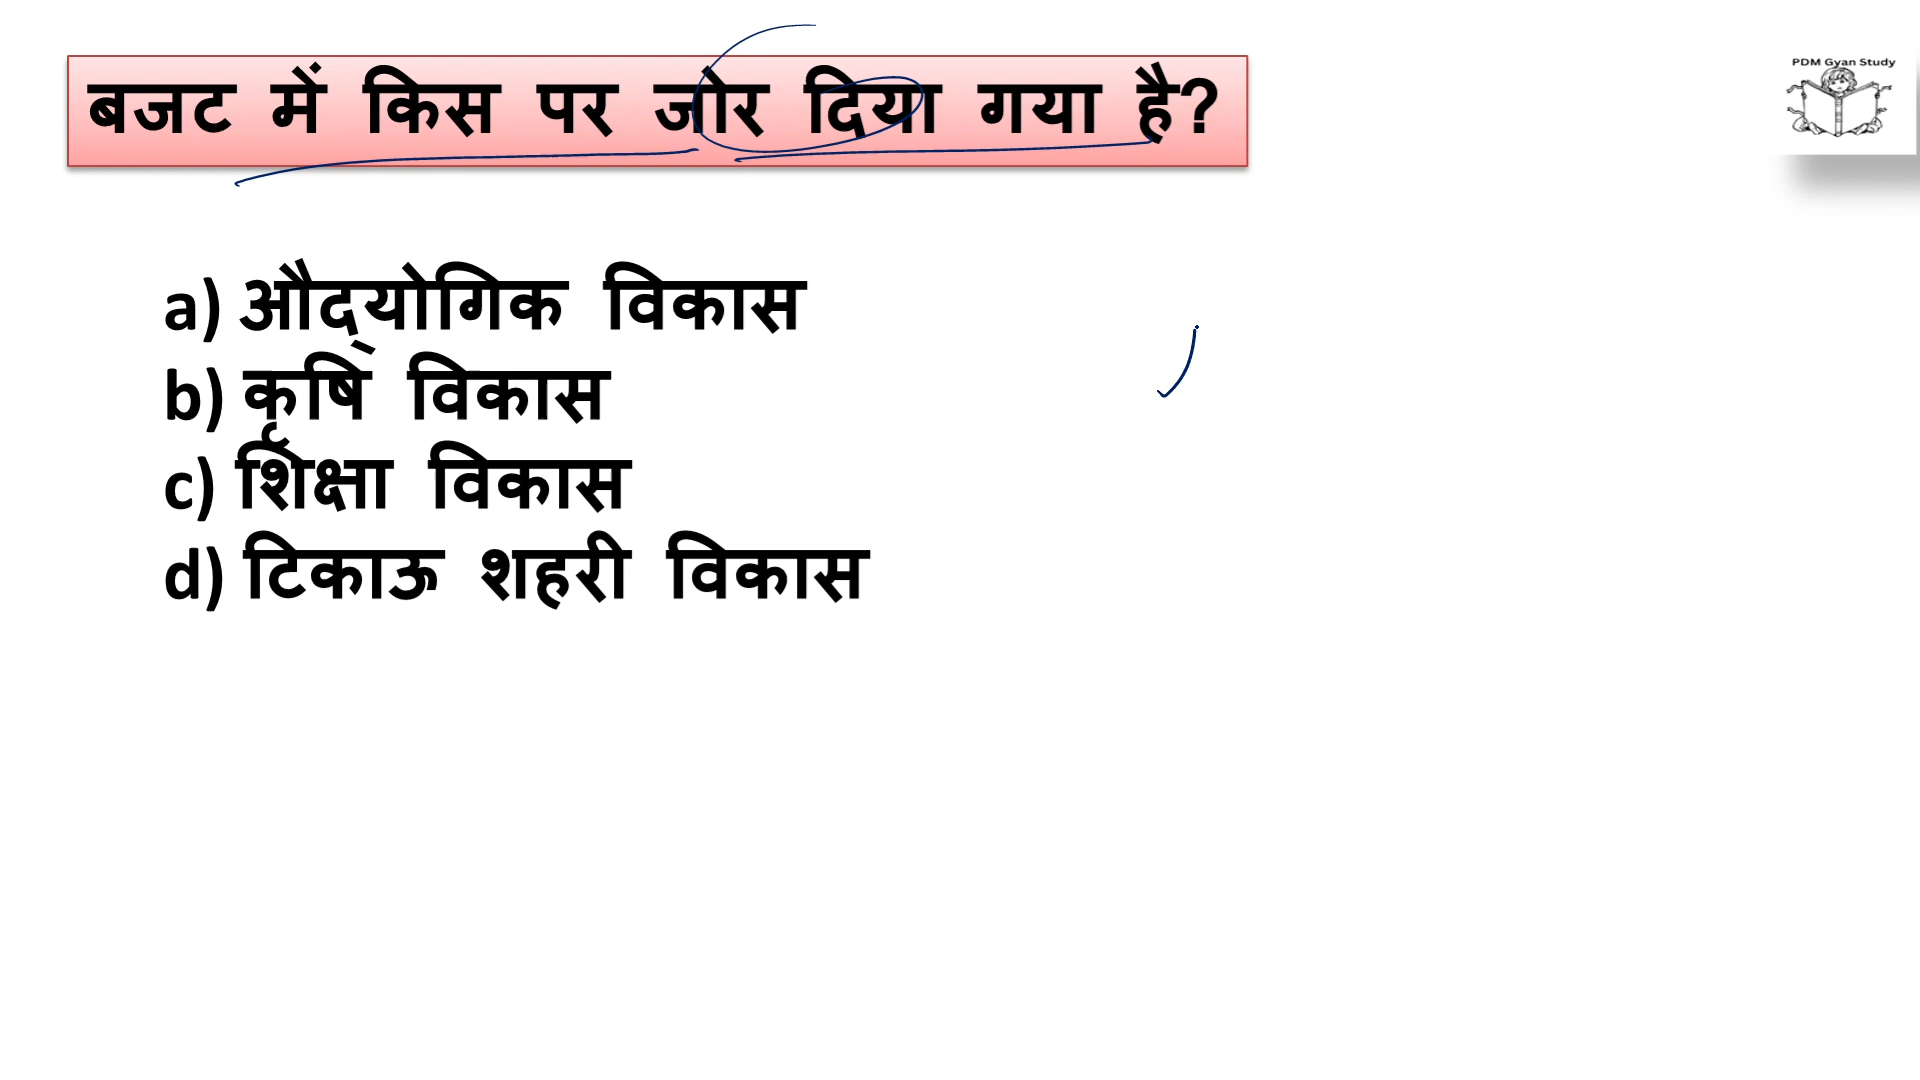 PDM Gyan Study
बजट में किस पर जोर दिया गया है?
a) औद्योगिक विकास
b) कृषि विकास
c) शिक्षा विकास
d) टिकाऊ शहरी विकास